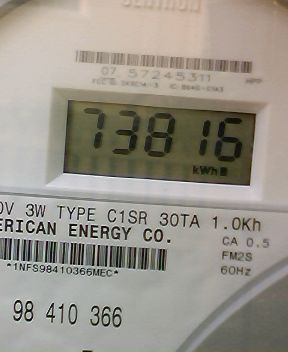 CENTRON
07 57245311
73816
kWh
0V 3W TYPE C1SR 30TA 1.0Kh
ERICAN ENERGY CO.
CA 0.5
FM2S
*1NFS98410366MEC*
60Hz
98 410 366